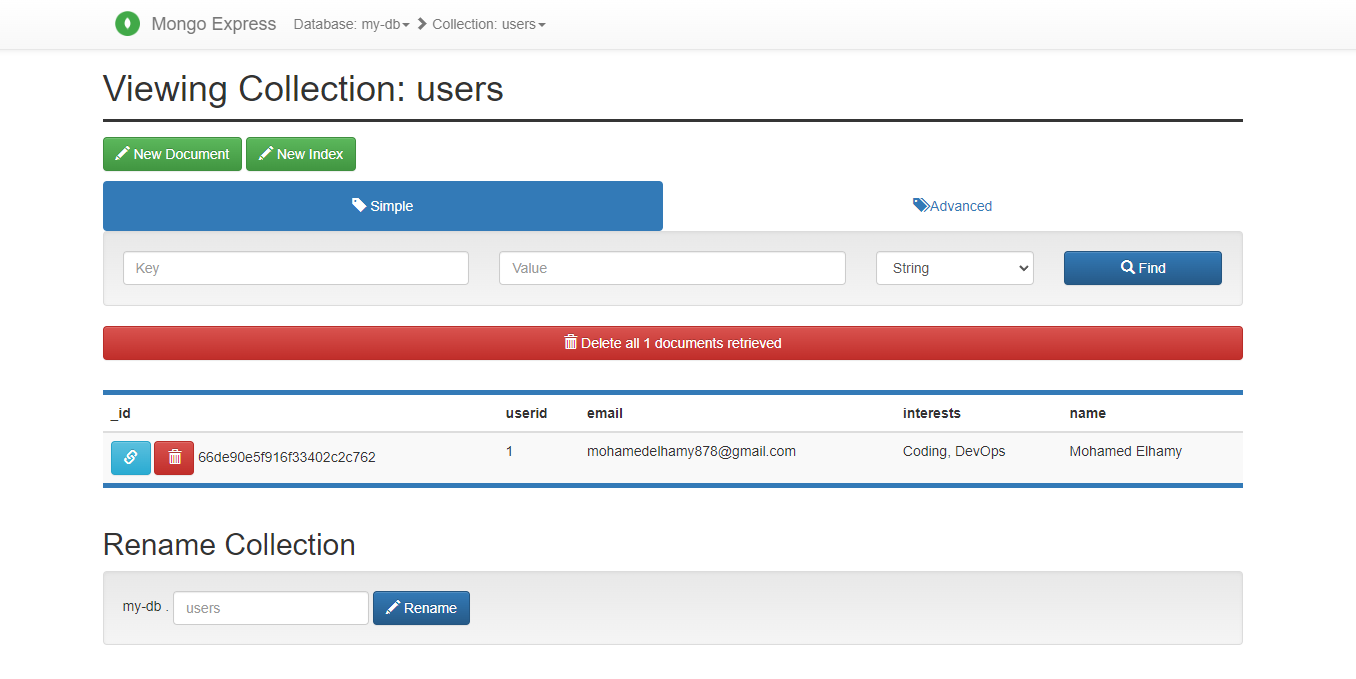 Mongo Express Database: my-db Collection: users
Viewing Collection: users
New Document New Index
Simple Advanced
Key Value String Find
Delete all 1 documents retrieved
_id userid email interests name
66de90e5f916f33402c2c762 1 mohamedelhamy878@gmail.com Coding, DevOps Mohamed Elhamy
Rename Collection
my-db . users Rename